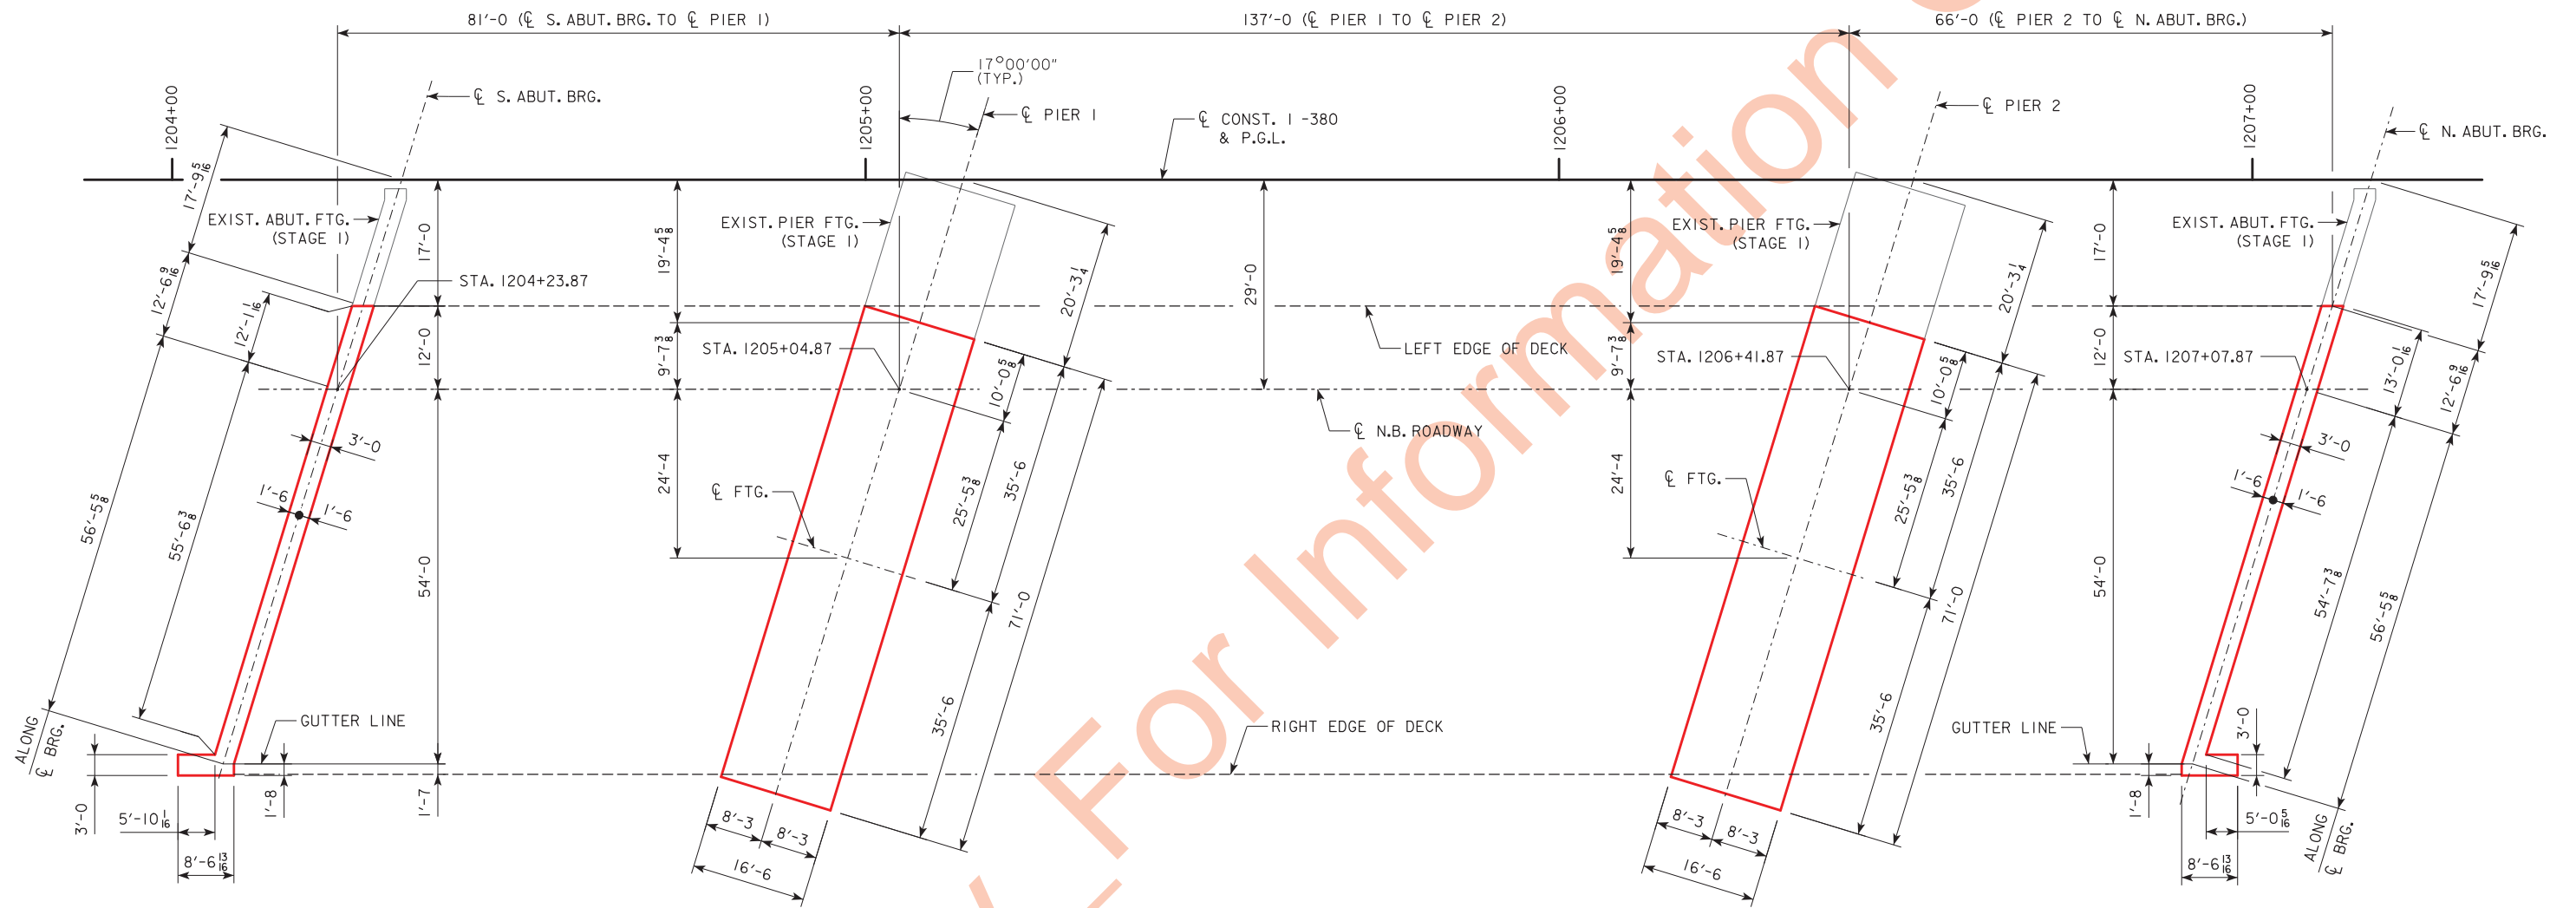 81'-0 (℄ S. ABUT. BRG. TO ℄ PIER 1)
137'-0 (℄ PIER 1 TO ℄ PIER 2)
66'-0 (℄ PIER 2 TO ℄ N. ABUT. BRG.)
17°00'00"
(TYP.)
1204+00
℄ S. ABUT. BRG.
1205+00
℄ PIER 1
℄ CONST. I -380
& P.G.L.
1206+00
℄ PIER 2
1207+00
℄ N. ABUT. BRG.
17'-9 5/16
EXIST. ABUT. FTG.
(STAGE 1)
17'-0
19'-4 5/8
EXIST. PIER FTG.
(STAGE 1)
20'-3 1/4
29'-0
19'-4 5/8
EXIST. PIER FTG.
(STAGE 1)
20'-3 1/4
17'-0
EXIST. ABUT. FTG.
(STAGE 1)
17'-9 5/16
12'-6 9/16
12'-1 1/16
STA. 1204+23.87
12'-0
9'-7 3/8
STA. 1205+04.87
10'-0 5/8
LEFT EDGE OF DECK
9'-7 3/8
STA. 1206+41.87
10'-0 5/8
12'-0
STA. 1207+07.87
13'-0 1/16
12'-6 9/16
℄ N.B. ROADWAY
3'-0
1'-6
1'-6
56'-5 5/8
55'-6 3/8
54'-0
24'-4
℄ FTG.
25'-5 3/8
35'-6
71'-0
24'-4
℄ FTG.
25'-5 3/8
35'-6
71'-0
54'-0
3'-0
1'-6
1'-6
54'-7 3/8
56'-5 5/8
ALONG
℄ BRG.
GUTTER LINE
35'-6
RIGHT EDGE OF DECK
35'-6
GUTTER LINE
3'-0
3'-0
5'-10 1/16
8'-6 13/16
1'-8
1'-7
8'-3
8'-3
16'-6
8'-3
8'-3
16'-6
1'-8
5'-0 5/16
8'-6 13/16
ALONG
℄ BRG.
For Information